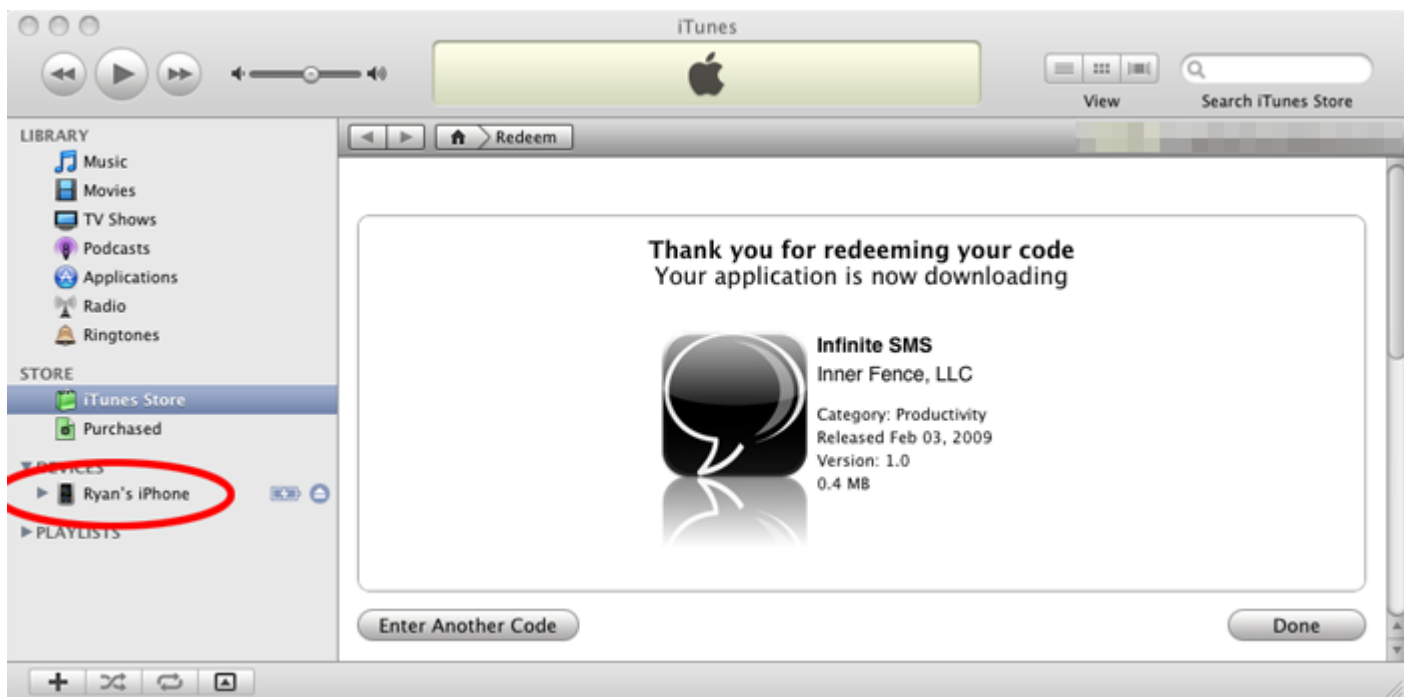 iTunes
View
Search iTunes Store
LIBRARY
Music
Movies
TV Shows
Podcasts
Applications
Radio
Ringtones
STORE
iTunes Store
Purchased
DEVICES
Ryan's iPhone
PLAYLISTS
Redeem
Thank you for redeeming your code
Your application is now downloading
Infinite SMS
Inner Fence, LLC
Category: Productivity
Released Feb 03, 2009
Version: 1.0
0.4 MB
Enter Another Code
Done